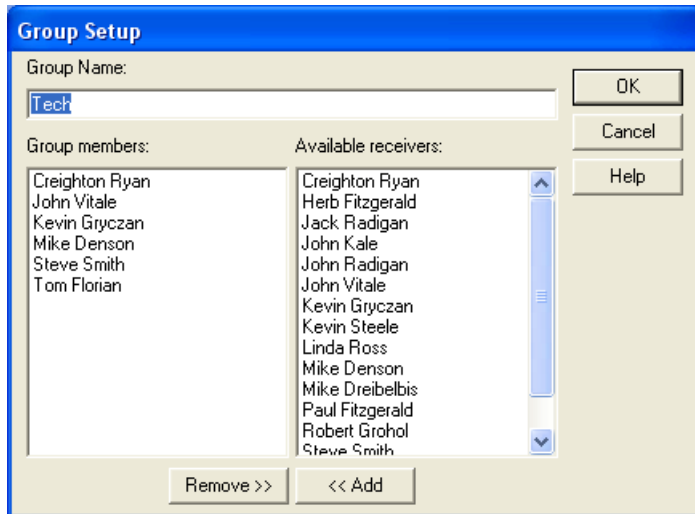 Group Setup
Group Name:
Tech
OK
Cancel
Help
Group members:
Creighton Ryan
John Vitale
Kevin Gryczan
Mike Denson
Steve Smith
Tom Florian
Available receivers:
Creighton Ryan
Herb Fitzgerald
Jack Radigan
John Kale
John Radigan
John Vitale
Kevin Gryczan
Kevin Steele
Linda Ross
Mike Denson
Mike Dreibelbis
Paul Fitzgerald
Robert Grohol
Steve Smith
Remove >>
<< Add